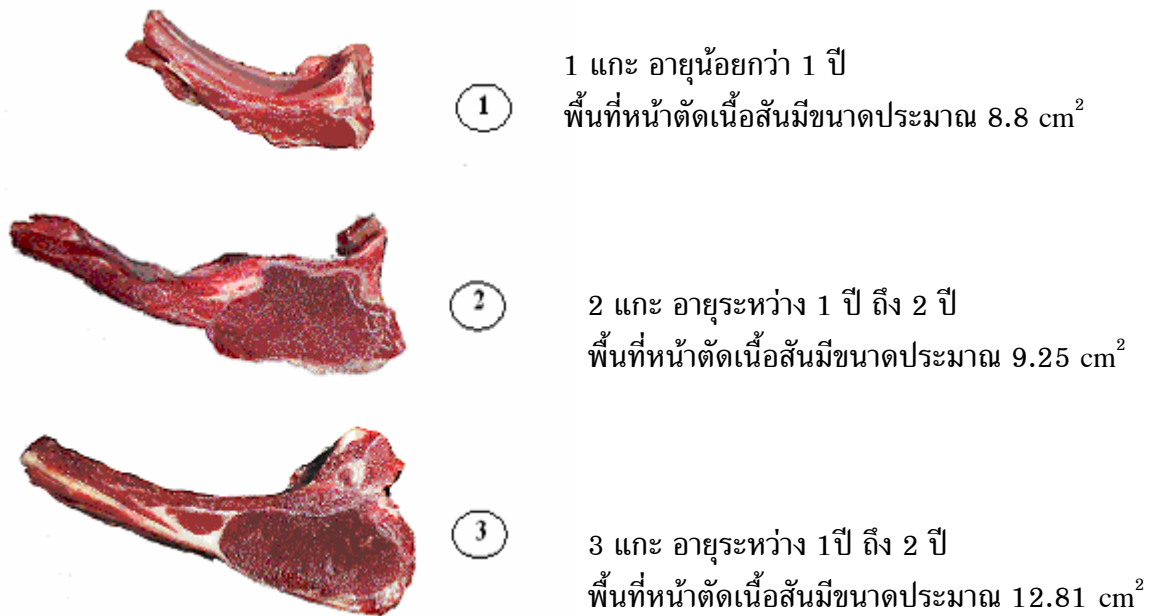 1
1 แกะ อายุน้อยกว่า 1 ปี
พื้นที่หน้าตัดเนื้อสันมีขนาดประมาณ 8.8 cm²
2
2 แกะ อายุระหว่าง 1 ปี ถึง 2 ปี
พื้นที่หน้าตัดเนื้อสันมีขนาดประมาณ 9.25 cm²
3
3 แกะ อายุระหว่าง 1ปี ถึง 2 ปี
พื้นที่หน้าตัดเนื้อสันมีขนาดประมาณ 12.81 cm²